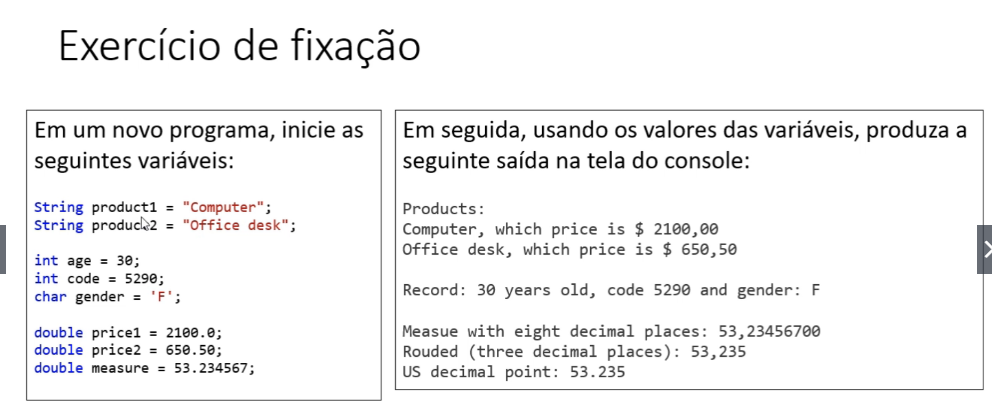 Exercício de fixação
Em um novo programa, inicie as
seguintes variáveis:
String product1 = "Computer";
String product2 = "Office desk";
int age = 30;
int code = 5290;
char gender = 'F';
double price1 = 2100.0;
double price2 = 650.50;
double measure = 53.234567;
Em seguida, usando os valores das variáveis, produza a
seguinte saída na tela do console:
Products:
Computer, which price is $ 2100,00
Office desk, which price is $ 650,50
Record: 30 years old, code 5290 and gender: F
Measue with eight decimal places: 53,23456700
Rouded (three decimal places): 53,235
US decimal point: 53.235